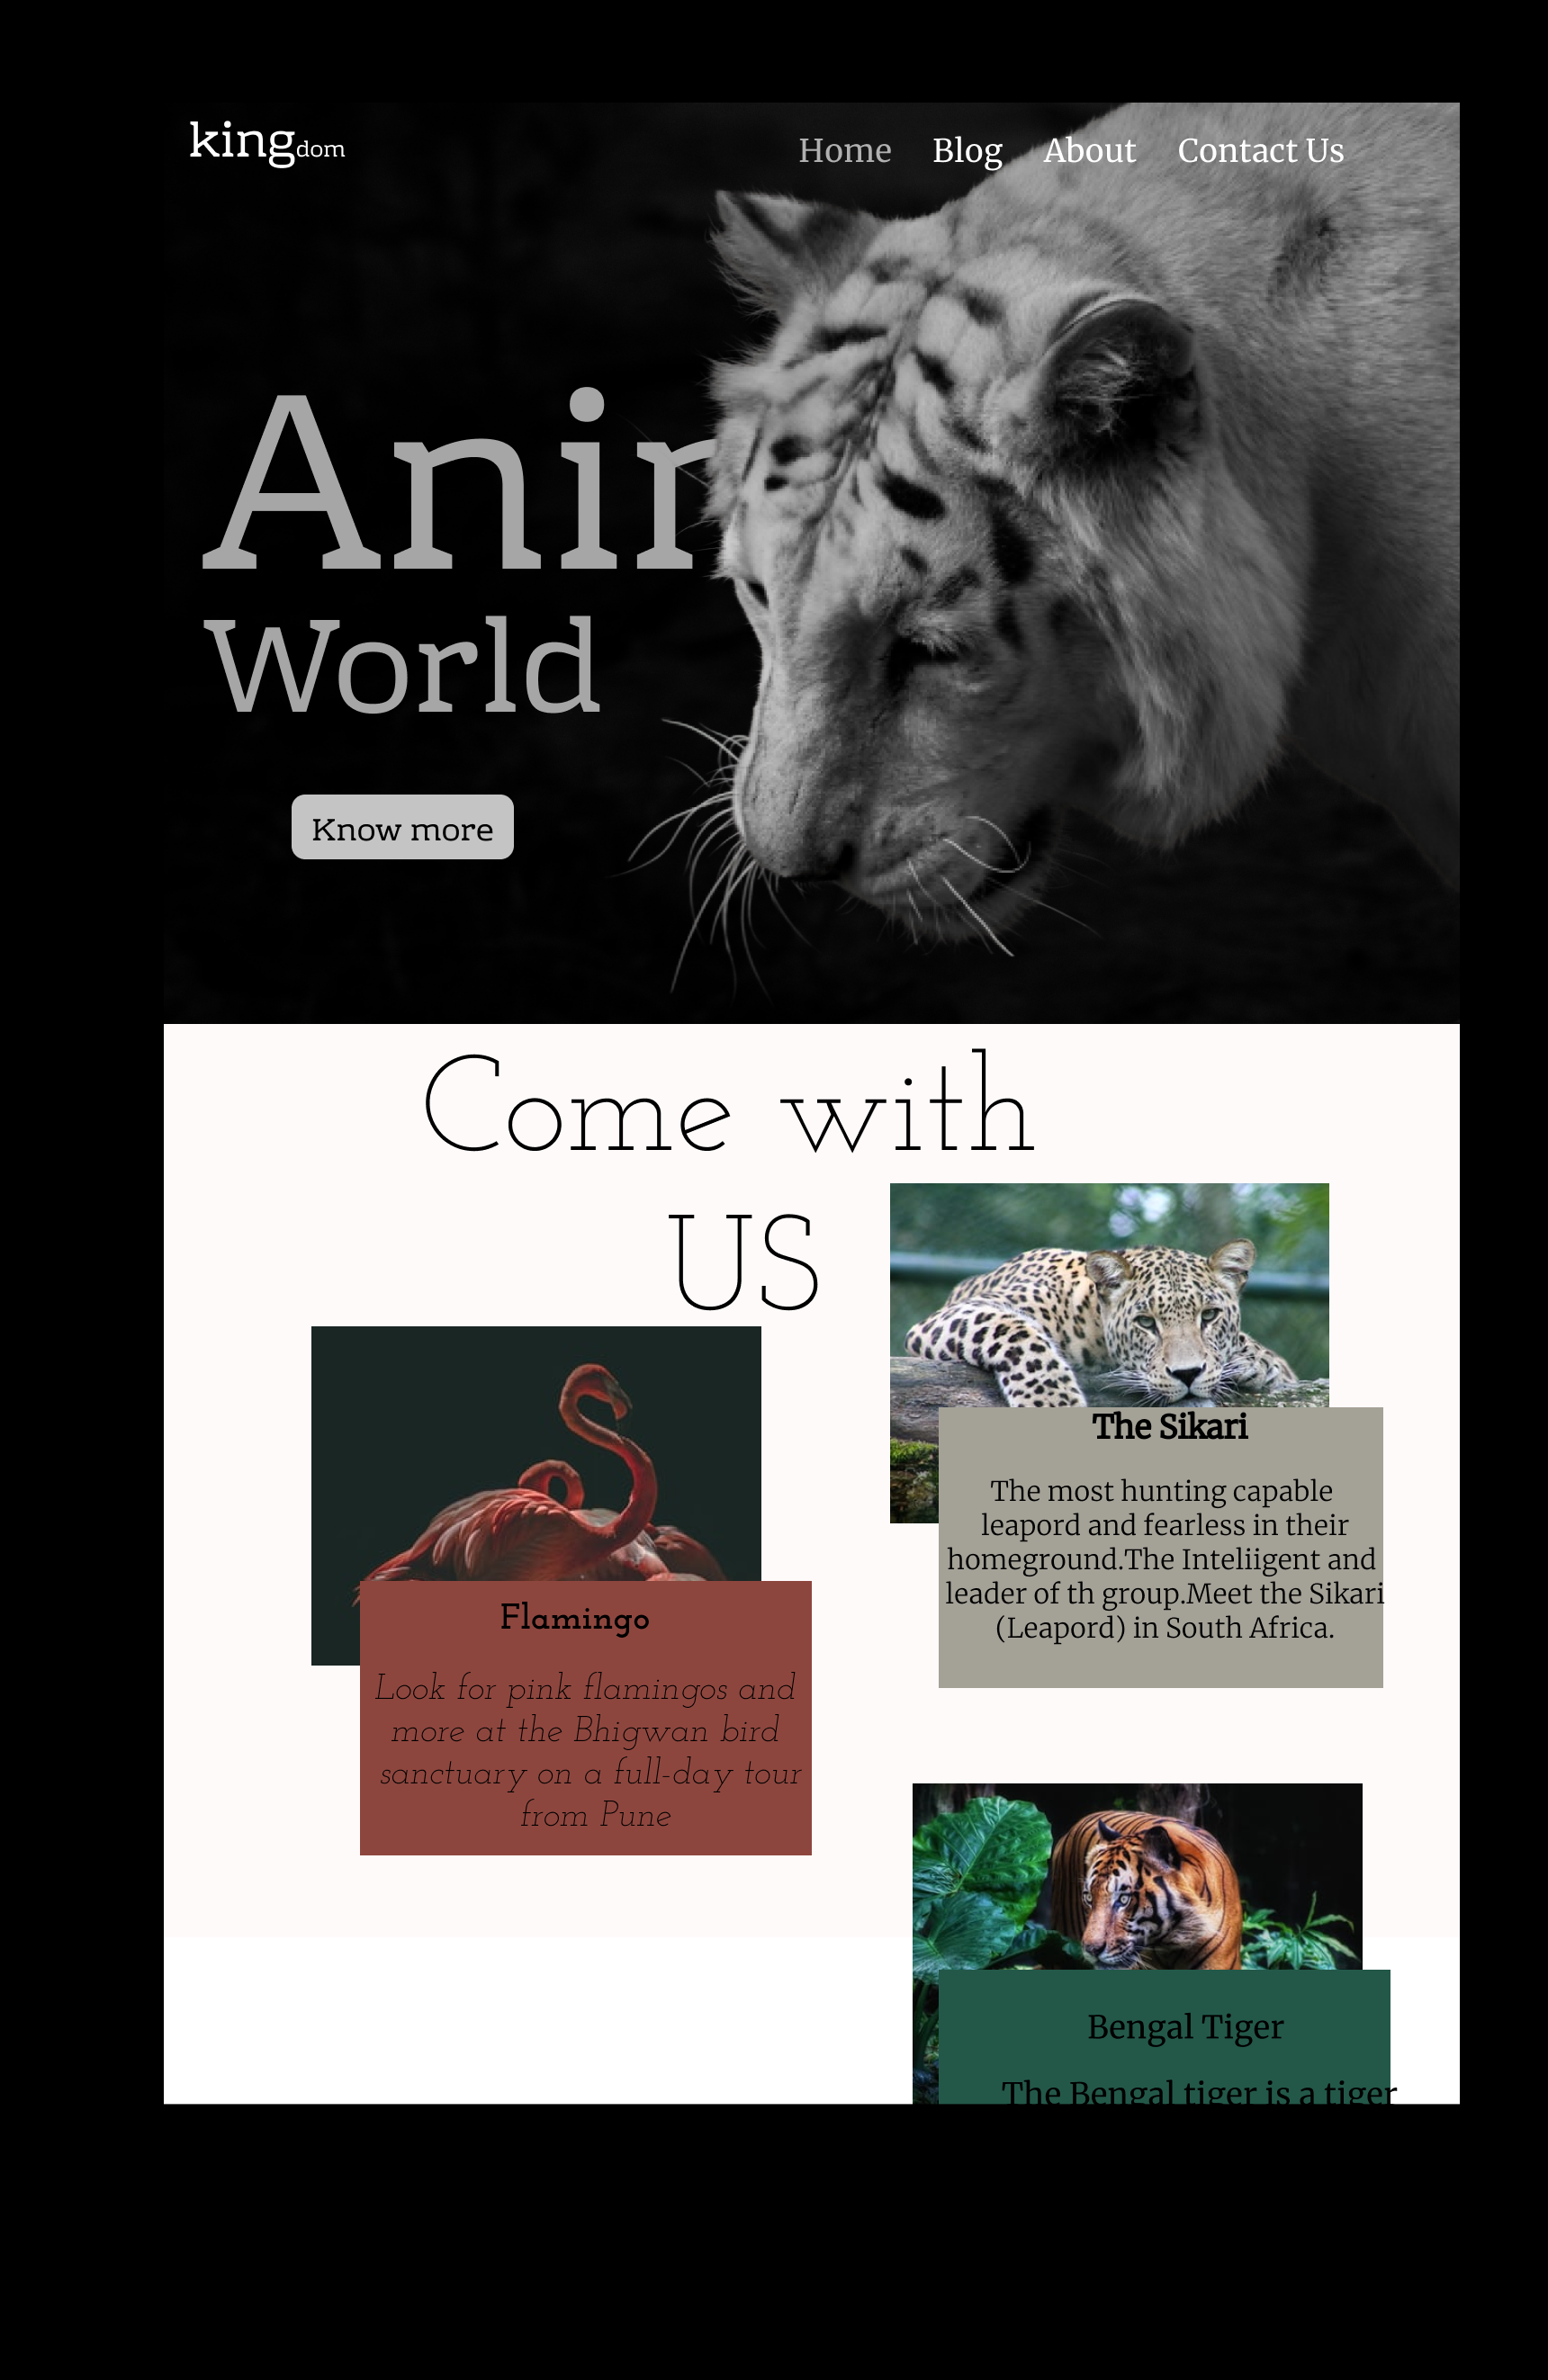 kingdom
Home Blog About Contact Us
Anir
World
Know more
Come with
US
The Sikari
The most hunting capable
leapord and fearless in their
homeground.The Inteliigent and
leader of th group.Meet the Sikari
(Leapord) in South Africa.
Flamingo
Look for pink flamingos and
more at the Bhigwan bird
sanctuary on a full-day tour
from Pune
Bengal Tiger
The Bengal tiger is a tiger